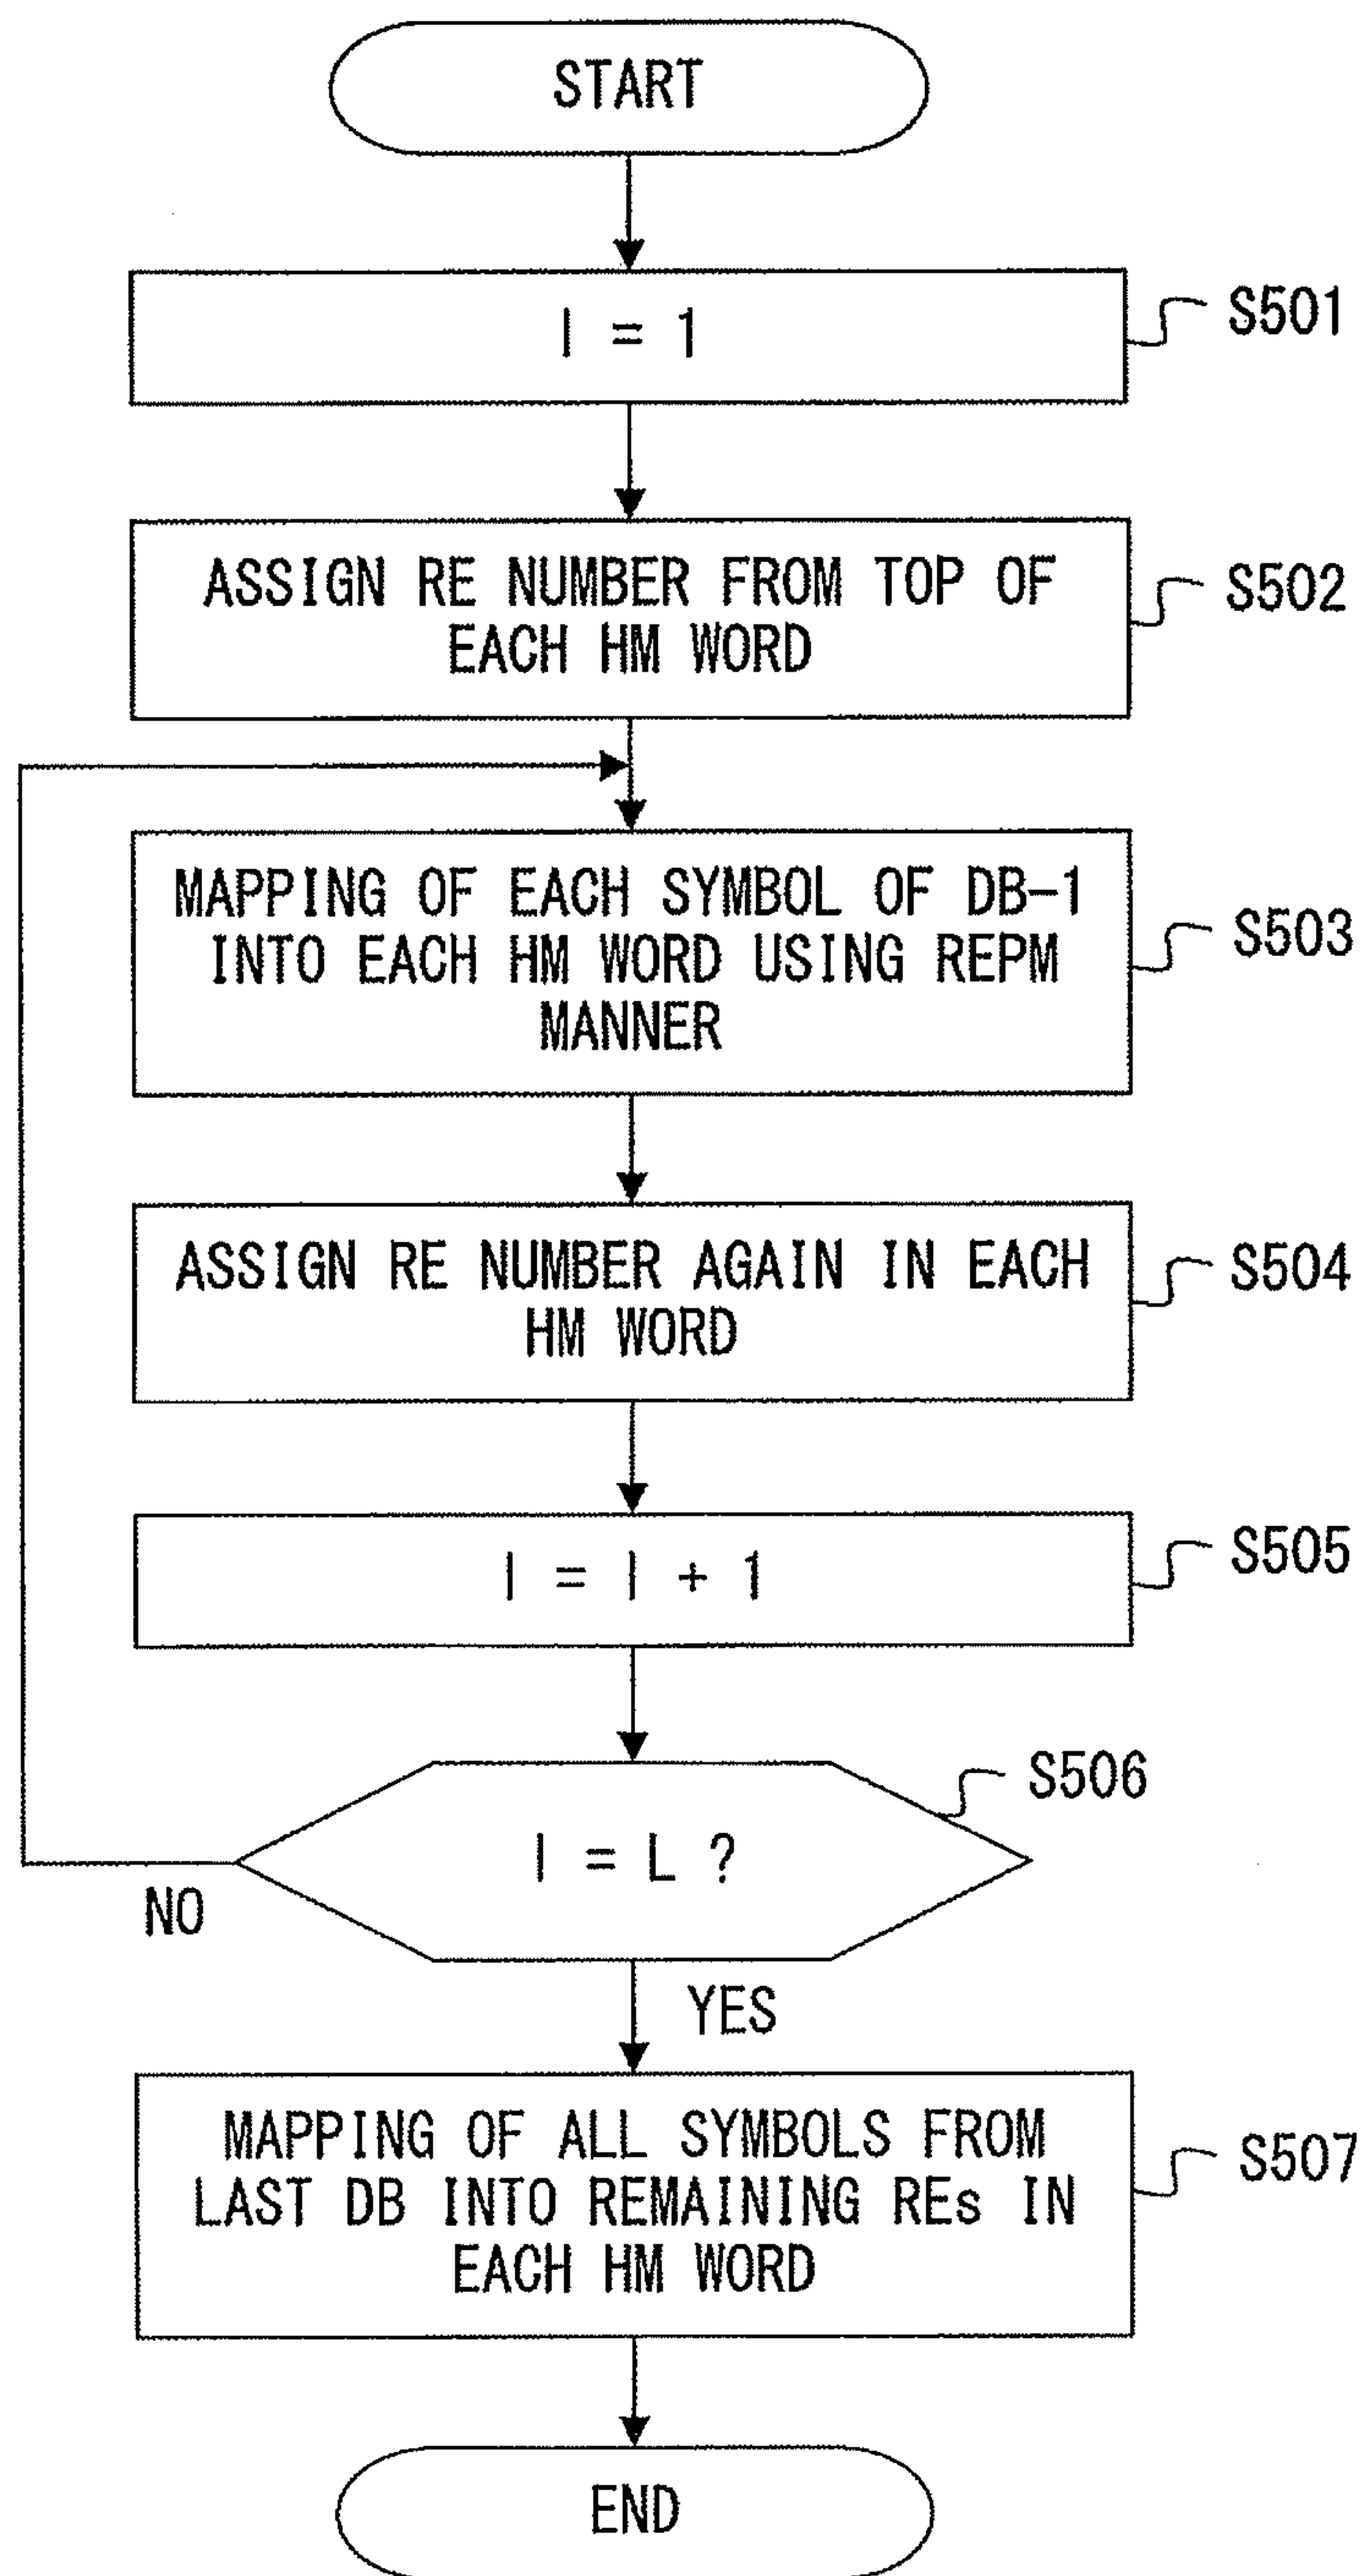 START
I = 1
S501
ASSIGN RE NUMBER FROM TOP OF
EACH HM WORD
S502
MAPPING OF EACH SYMBOL OF DB-1
INTO EACH HM WORD USING REPM
MANNER
S503
ASSIGN RE NUMBER AGAIN IN EACH
HM WORD
S504
I = I + 1
S505
I = L ?
S506
NO
YES
MAPPING OF ALL SYMBOLS FROM
LAST DB INTO REMAINING REs IN
EACH HM WORD
S507
END